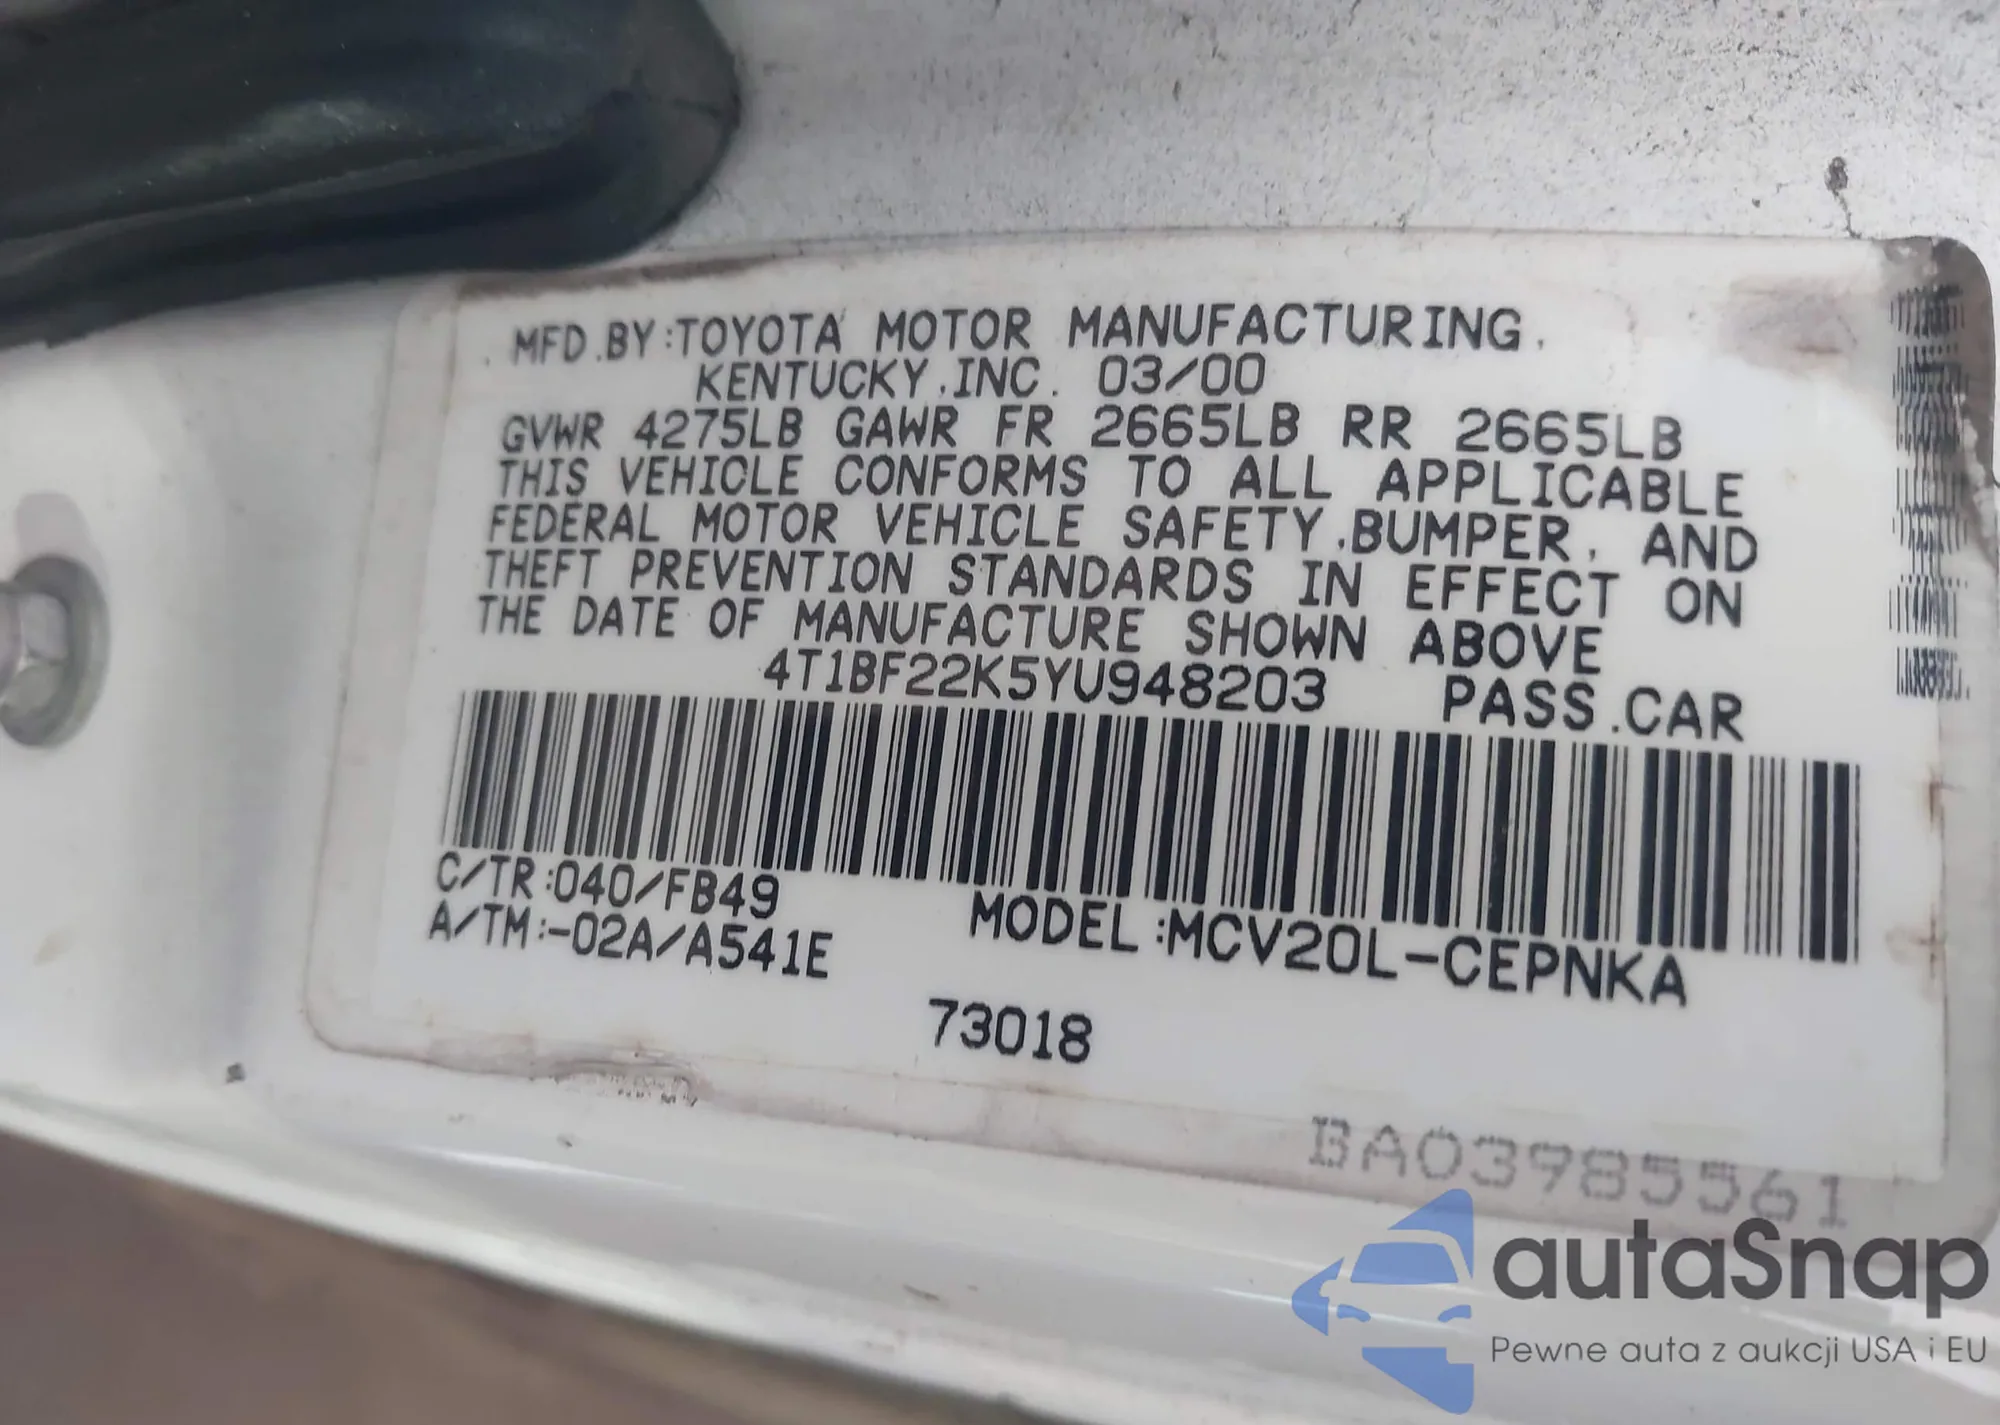 MFD.BY:TOYOTA MOTOR MANUFACTURING,
KENTUCKY,INC. 03/00
GVWR 4275LB GAWR FR 2665LB RR 2665LB
THIS VEHICLE CONFORMS TO ALL APPLICABLE
FEDERAL MOTOR VEHICLE SAFETY,BUMPER, AND
THEFT PREVENTION STANDARDS IN EFFECT ON
THE DATE OF MANUFACTURE SHOWN ABOVE
4T1BF22K5YU948203 PASS.CAR
C/TR:040/FB49
A/TM:-02A/A541E
MODEL:MCV20L-CEPNKA
73018
BA03985561
autaSnap
Pewne auta z aukcji USA i EU